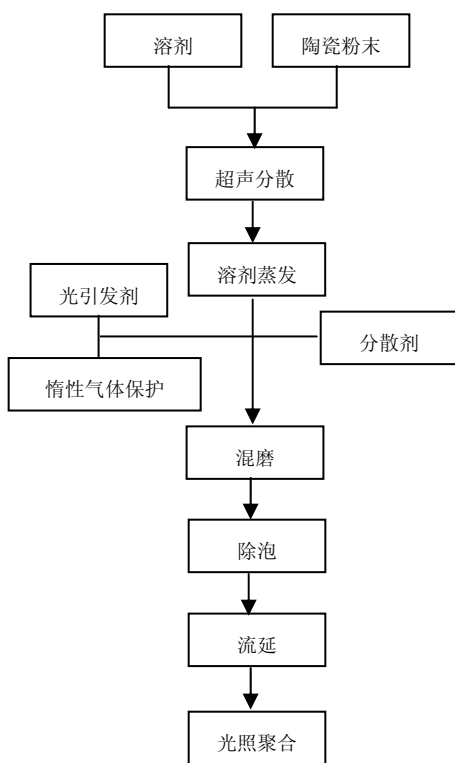 溶剂
陶瓷粉末
超声分散
溶剂蒸发
光引发剂
分散剂
惰性气体保护
混磨
除泡
流延
光照聚合